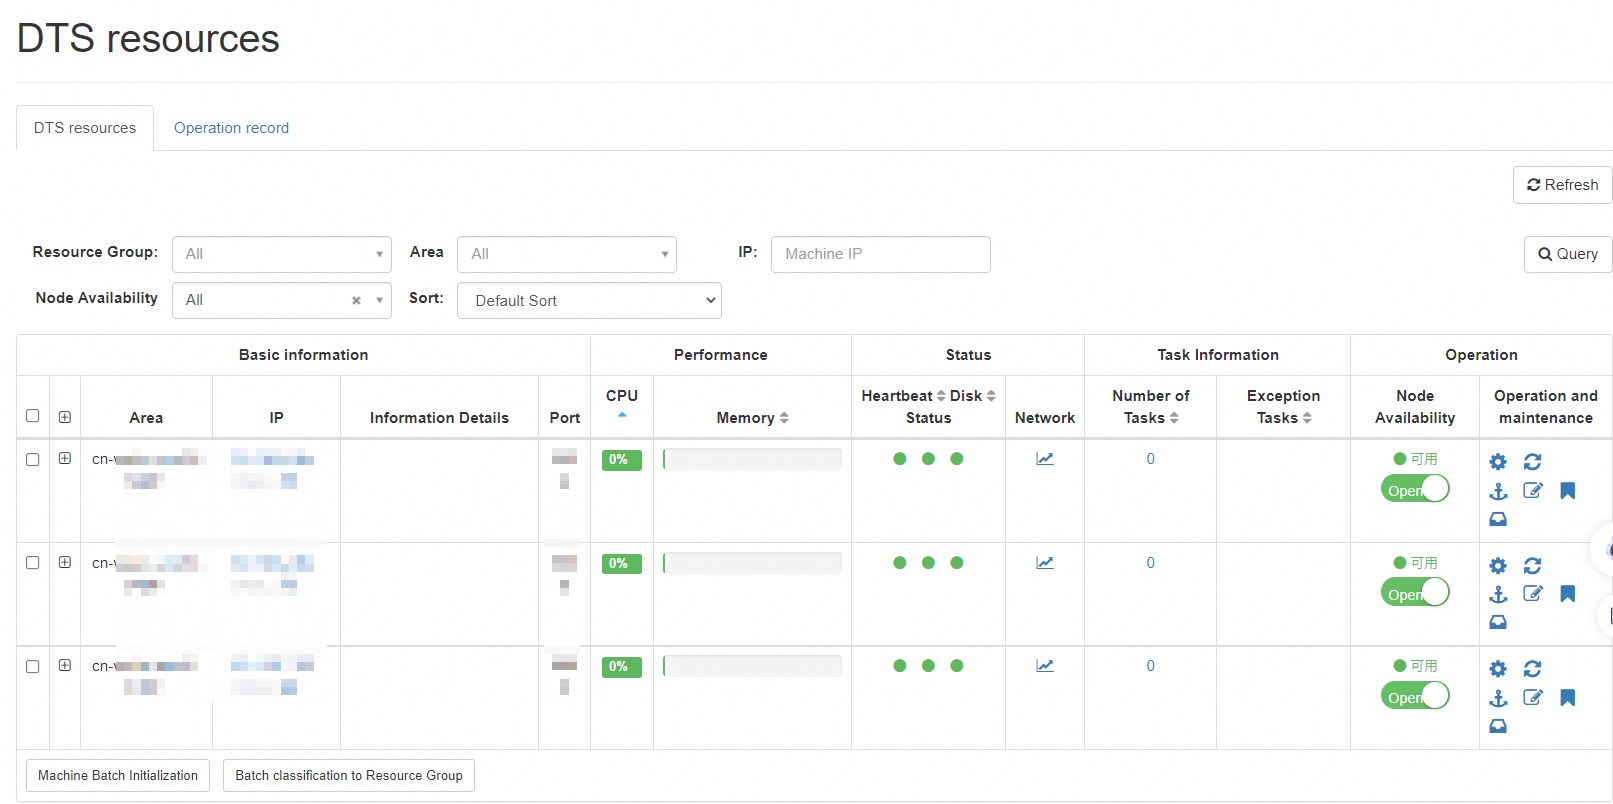 DTS resources
DTS resources Operation record
Refresh
Resource Group: All Area All IP: Machine IP Query
Node Availability All Sort: Default Sort
Basic information Performance Status Task Information Operation
Area IP Information Details Port CPU Memory Heartbeat Disk Status Network Number of Tasks Exception Tasks Node Availability Operation and maintenance
cn- 0% 0 可用
Open
cn- 0% 0 可用
Open
cn- 0% 0 可用
Open
Machine Batch Initialization Batch classification to Resource Group